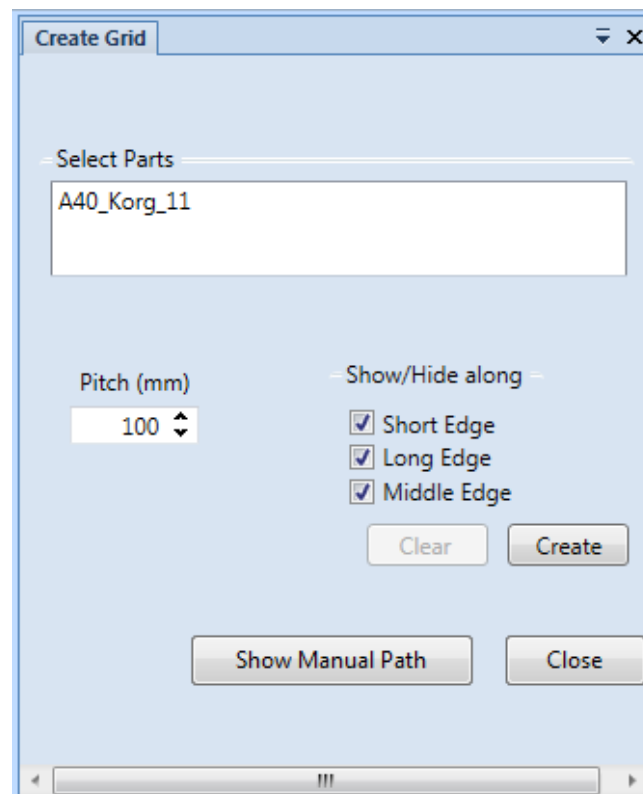 Create Grid
Select Parts
A40_Korg_11
Pitch (mm)
100
Show/Hide along
Short Edge
Long Edge
Middle Edge
Clear
Create
Show Manual Path
Close